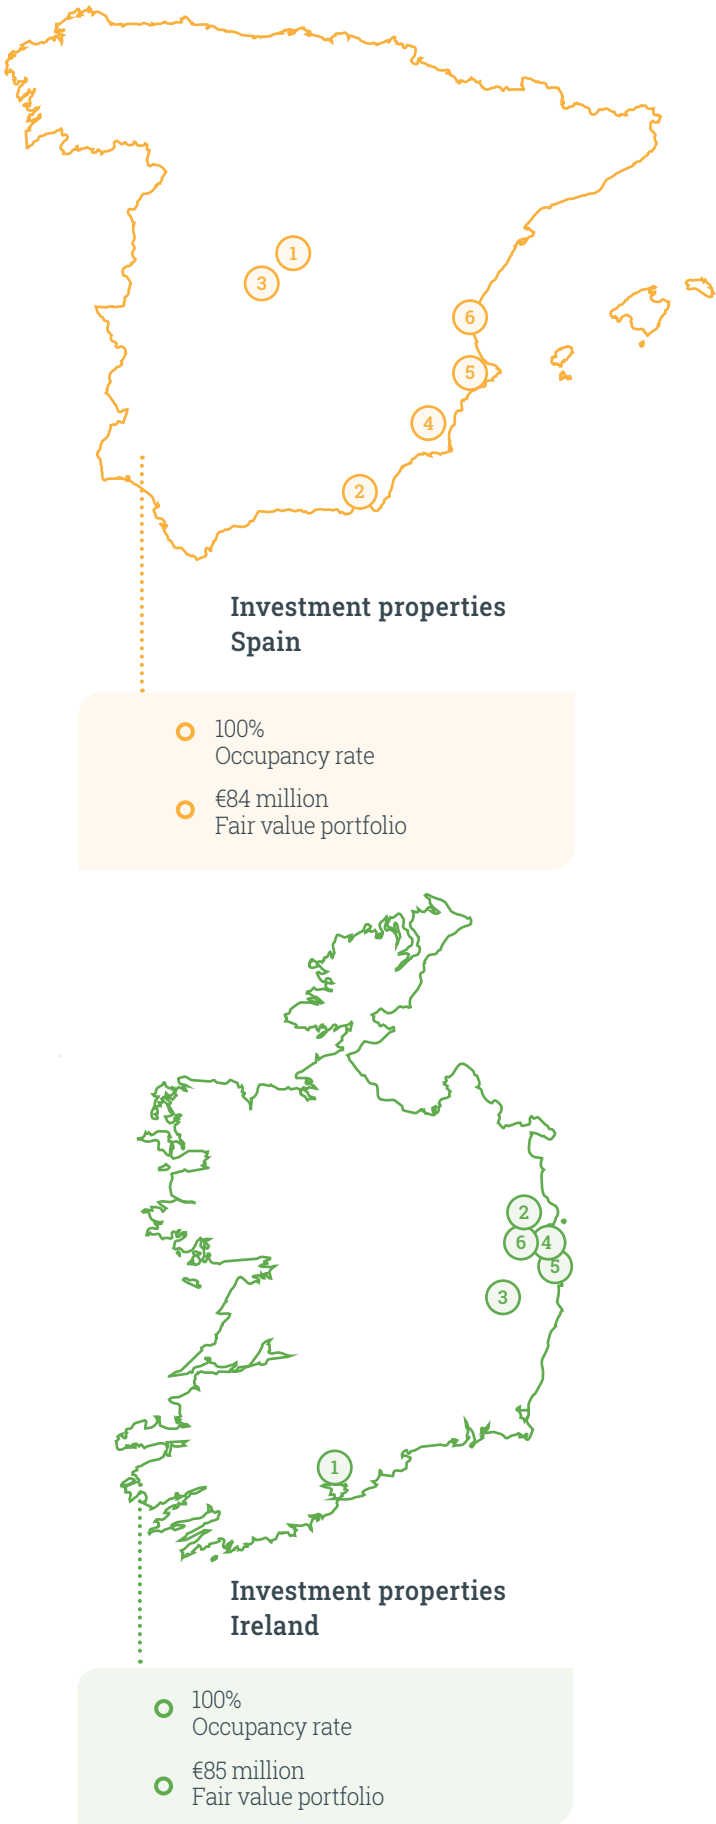 1
3
6
5
4
2
Investment properties
Spain
100%
Occupancy rate
€84 million
Fair value portfolio
2
6
4
5
3
1
Investment properties
Ireland
100%
Occupancy rate
€85 million
Fair value portfolio